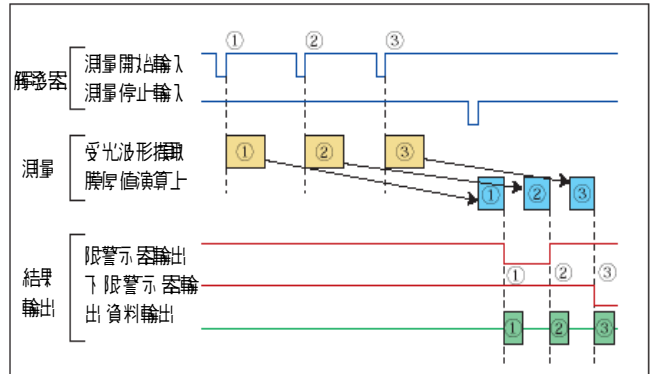 ① ② ③
觸發器
測量開始輸入
測量停止輸入
測量
受光波形擷取
膜厚值演算上
① ② ③
① ② ③
結果
輸出
限警示器輸出
下限警示器輸
出資料輸出
① ② ③
① ② ③